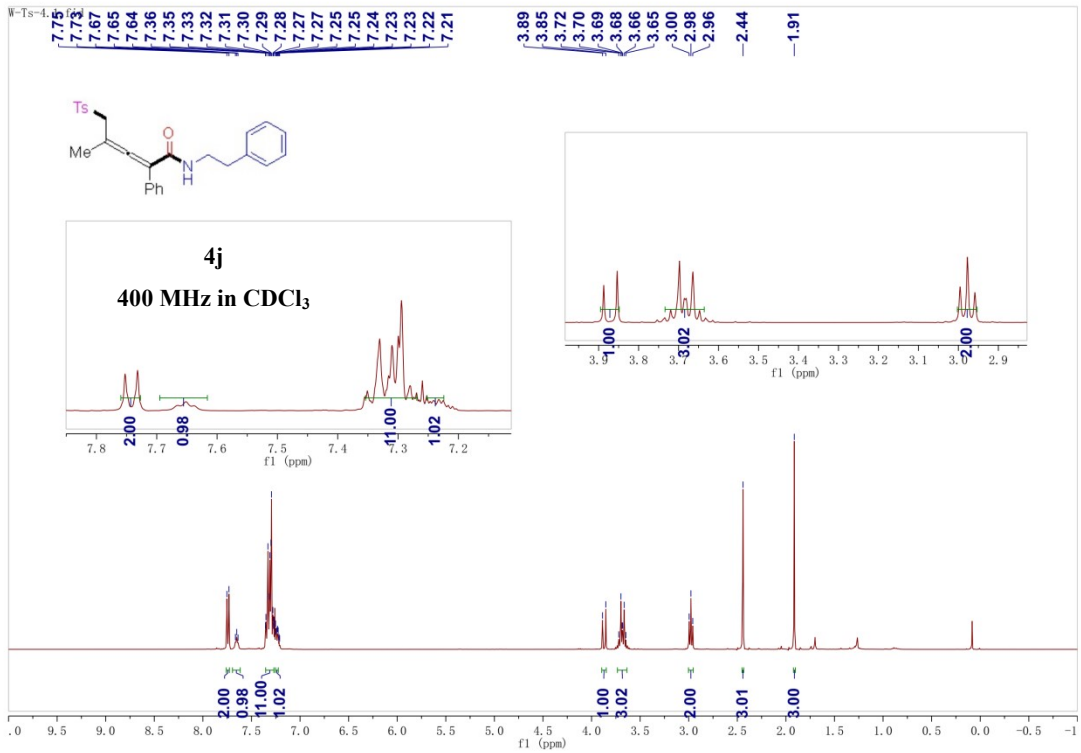 W-Ts-4.1.fid
7.75 7.73 7.67 7.65 7.64 7.36 7.35 7.33 7.32 7.31 7.30 7.29 7.28 7.27 7.27 7.25 7.25 7.24 7.23 7.23 7.22 7.21
3.89 3.85 3.72 3.70 3.69 3.68 3.66 3.65 3.00 2.98 2.96
2.44
1.91
Ts
Me
O
N
H
Ph
4j
400 MHz in CDCl₃
2.00 0.98 11.00 1.02
7.8 7.7 7.6 7.5 7.4 7.3 7.2
f1 (ppm)
1.00 3.02 2.00
3.9 3.8 3.7 3.6 3.5 3.4 3.3 3.2 3.1 3.0 2.9
f1 (ppm)
2.00 0.98 11.00 1.02 1.00 3.02 2.00 3.01 3.00
.0 9.5 9.0 8.5 8.0 7.5 7.0 6.5 6.0 5.5 5.0 4.5 4.0 3.5 3.0 2.5 2.0 1.5 1.0 0.5 0.0 -0.5 -1
f1 (ppm)